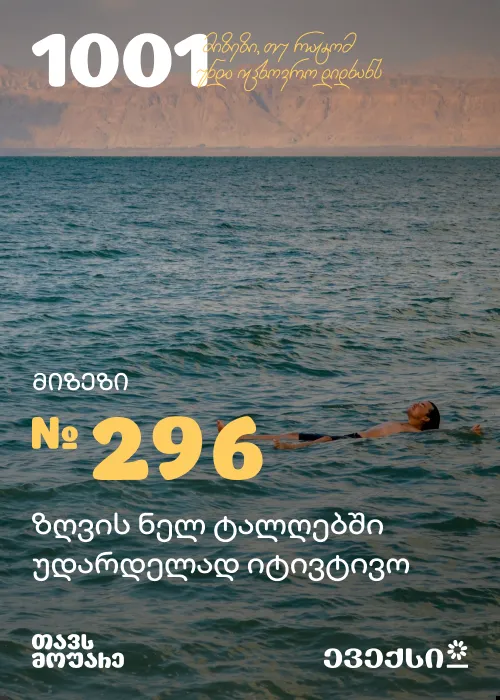 1001
მიზეზი, თუ რატომ
უნდა იცხოვრო დიდხანს
მიზეზი
№ 296
ზღვის ნელ ტალღებში
უდარდელად იტივტივო
თავს
მოუარე
ევექსი